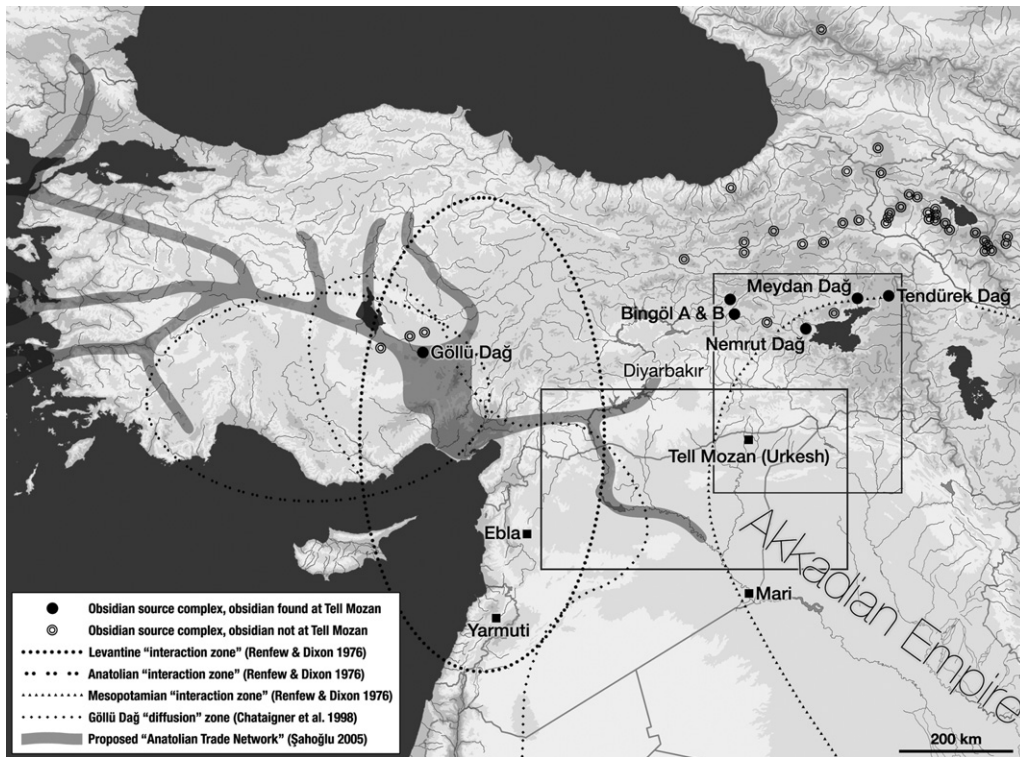 Meydan Dağ
Tendürek Dağ
Bingöl A & B
Nemrut Dağ
Göllü Dağ
Diyarbakır
Tell Mozan (Urkesh)
Ebla
Akkadian Empire
Mari
Yarmuti
Obsidian source complex, obsidian found at Tell Mozan
Obsidian source complex, obsidian not at Tell Mozan
Levantine “interaction zone” (Renfew & Dixon 1976)
Anatolian “interaction zone” (Renfew & Dixon 1976)
Mesopotamian “interaction zone” (Renfew & Dixon 1976)
Göllü Dağ “diffusion” zone (Chataigner et al. 1998)
Proposed “Anatolian Trade Network” (Şahoğlu 2005)
200 km